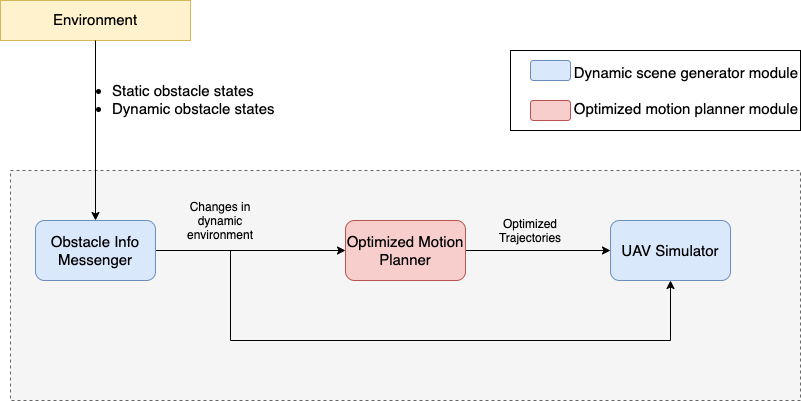 Environment
• Static obstacle states
• Dynamic obstacle states
Dynamic scene generator module
Optimized motion planner module
Changes in
dynamic
environment
Optimized
Trajectories
Obstacle Info
Messenger
Optimized Motion
Planner
UAV Simulator